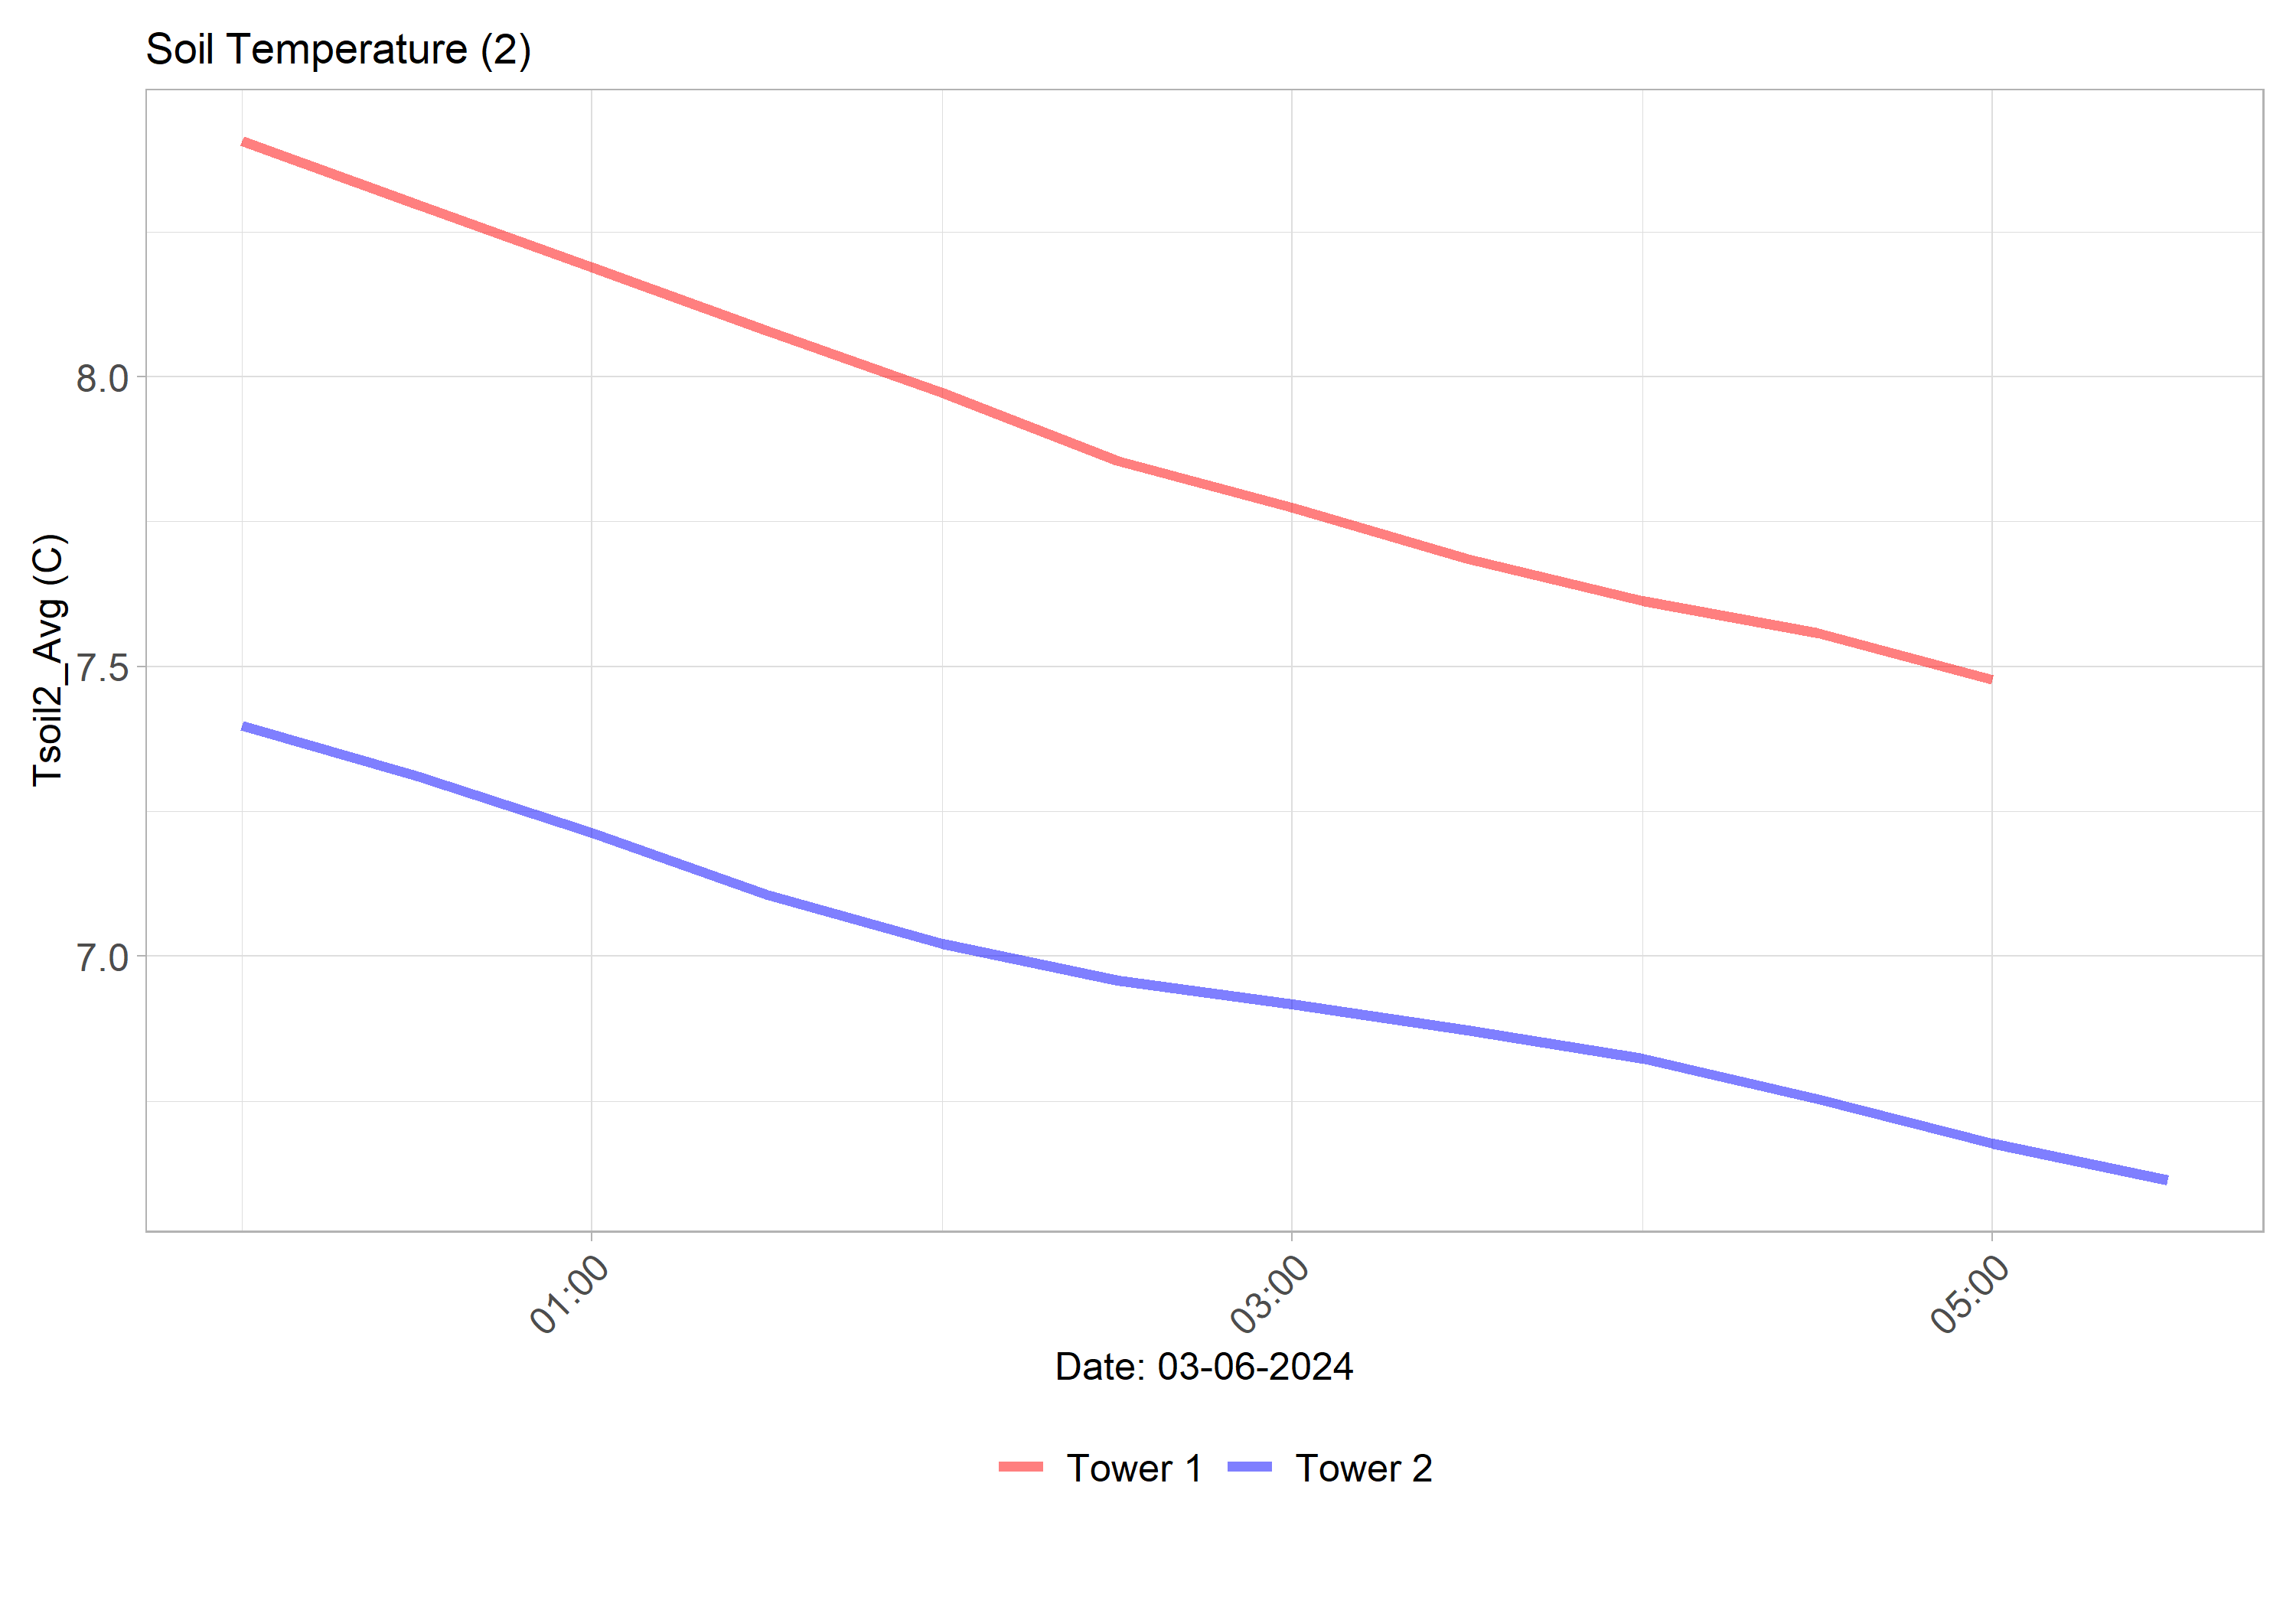 Soil Temperature (2)
Tsoil2_Avg (C)
8.0
7.5
7.0
01:00
03:00
05:00
Date: 03-06-2024
Tower 1
Tower 2